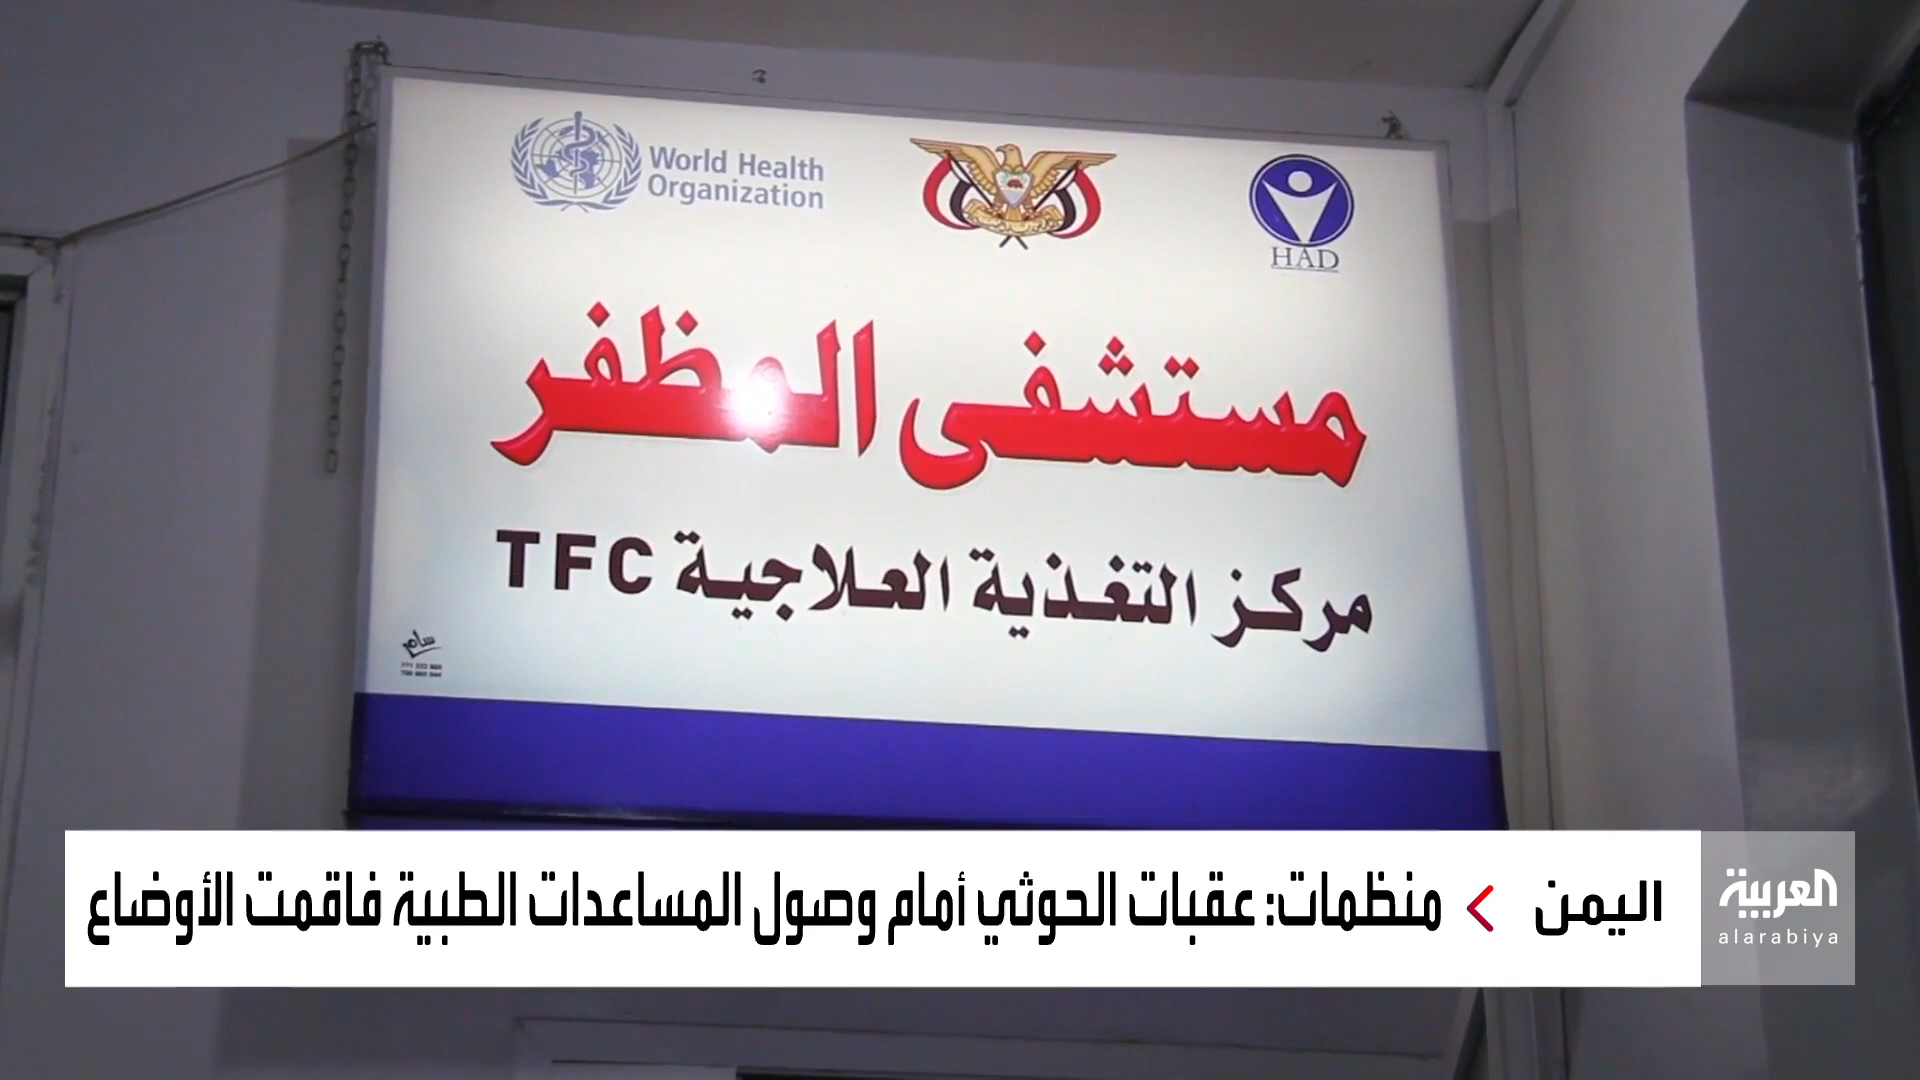 World Health
Organization
HAD
مستشفى المظفر
مركز التغذية العلاجية TFC
سام
اليمن
منظمات: عقبات الحوثي أمام وصول المساعدات الطبية فاقمت الأوضاع
العربية
alarabiya